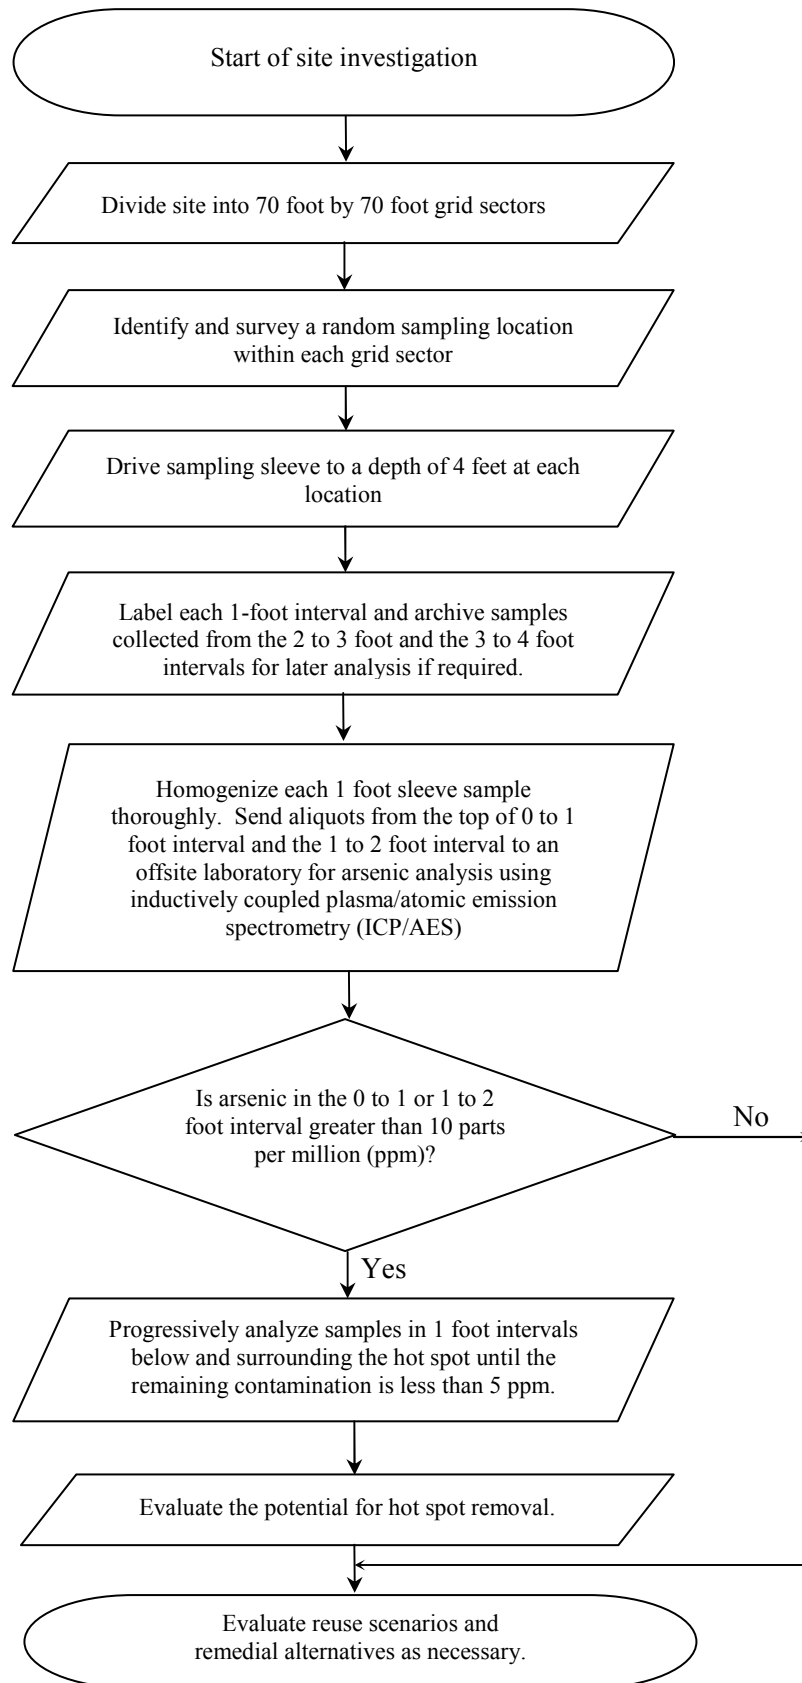 Start of site investigation
Divide site into 70 foot by 70 foot grid sectors
Identify and survey a random sampling location
within each grid sector
Drive sampling sleeve to a depth of 4 feet at each
location
Label each 1-foot interval and archive samples
collected from the 2 to 3 foot and the 3 to 4 foot
intervals for later analysis if required.
Homogenize each 1 foot sleeve sample
thoroughly.  Send aliquots from the top of 0 to 1
foot interval and the 1 to 2 foot interval to an
offsite laboratory for arsenic analysis using
inductively coupled plasma/atomic emission
spectrometry (ICP/AES)
Is arsenic in the 0 to 1 or 1 to 2
foot interval greater than 10 parts
per million (ppm)?
No
Yes
Progressively analyze samples in 1 foot intervals
below and surrounding the hot spot until the
remaining contamination is less than 5 ppm.
Evaluate the potential for hot spot removal.
Evaluate reuse scenarios and
remedial alternatives as necessary.